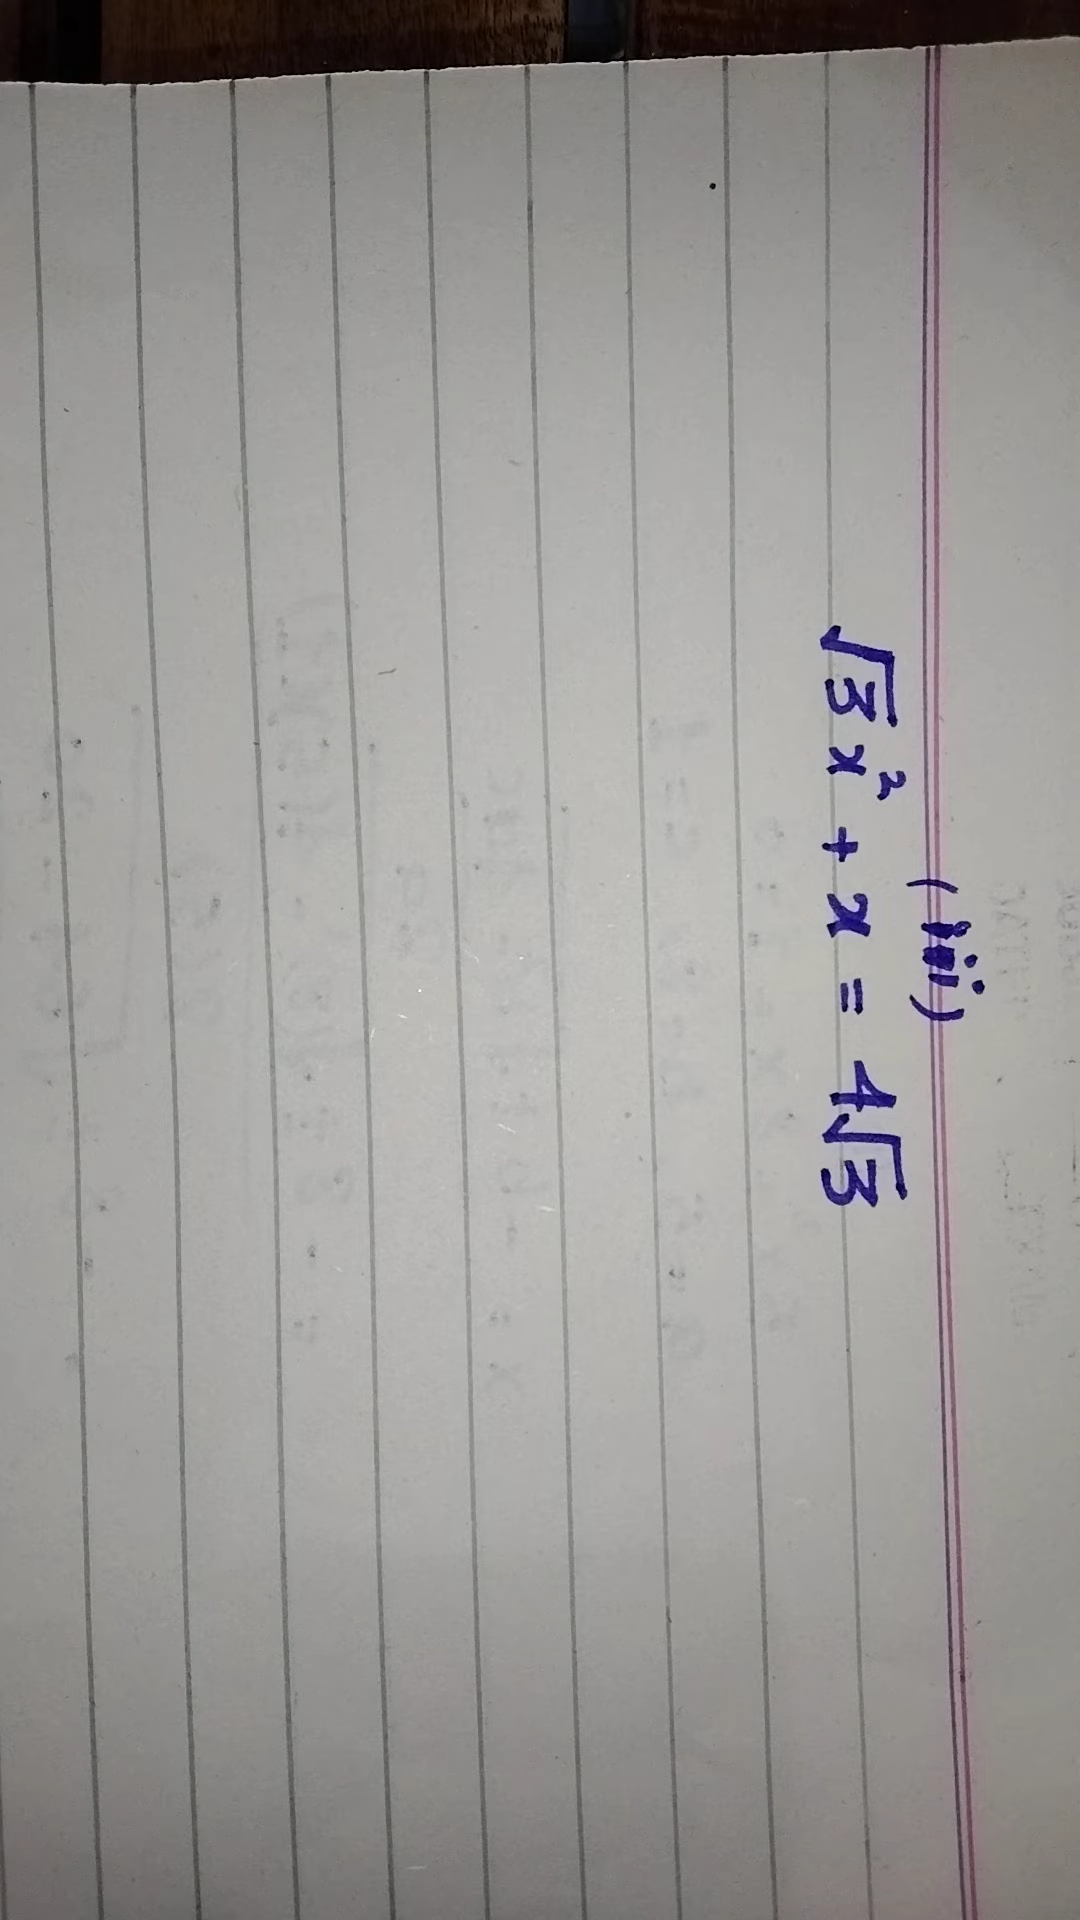 (iii)
√3x² + x = 4√3